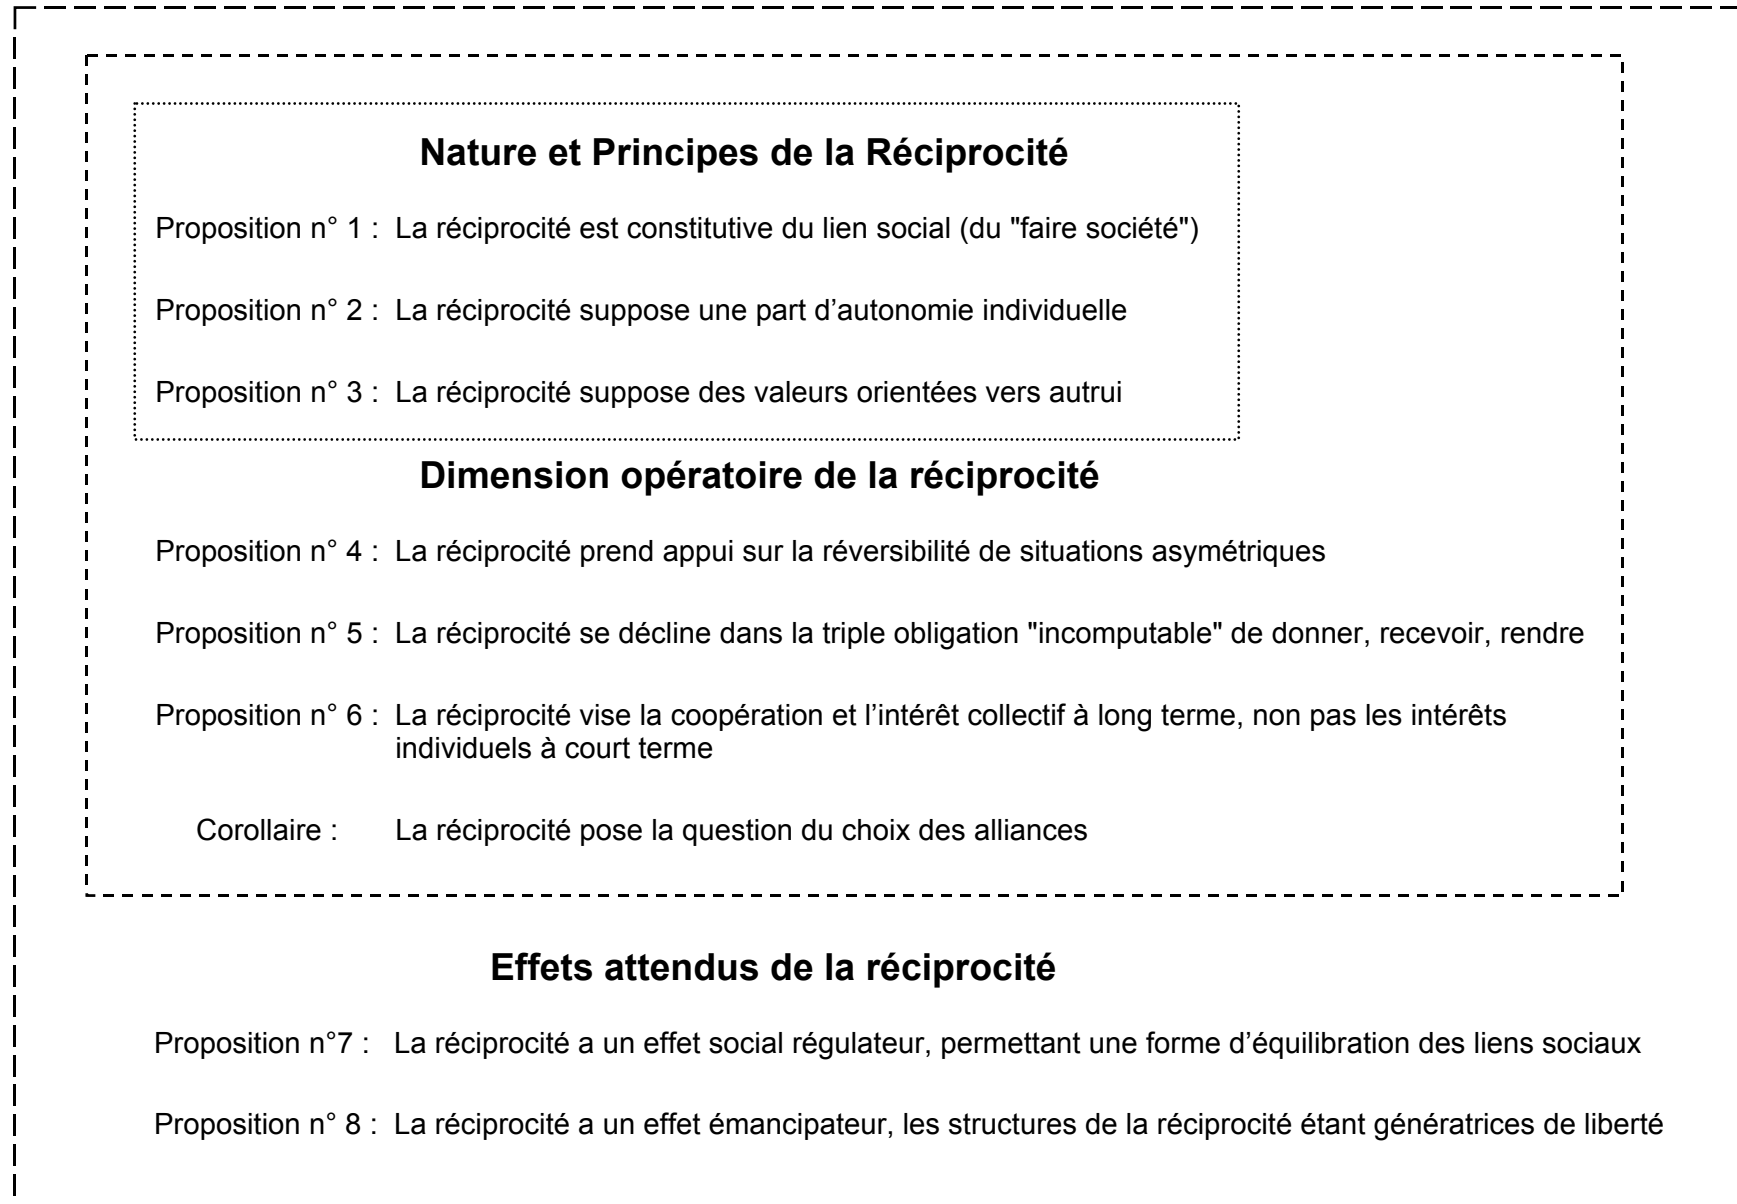 Nature et Principes de la Réciprocité
Proposition n° 1 : La réciprocité est constitutive du lien social (du "faire société")
Proposition n° 2 : La réciprocité suppose une part d’autonomie individuelle
Proposition n° 3 : La réciprocité suppose des valeurs orientées vers autrui
Dimension opératoire de la réciprocité
Proposition n° 4 : La réciprocité prend appui sur la réversibilité de situations asymétriques
Proposition n° 5 : La réciprocité se décline dans la triple obligation "incomputable" de donner, recevoir, rendre
Proposition n° 6 : La réciprocité vise la coopération et l’intérêt collectif à long terme, non pas les intérêts
individuels à court terme
Corollaire : La réciprocité pose la question du choix des alliances
Effets attendus de la réciprocité
Proposition n°7 : La réciprocité a un effet social régulateur, permettant une forme d’équilibration des liens sociaux
Proposition n° 8 : La réciprocité a un effet émancipateur, les structures de la réciprocité étant génératrices de liberté